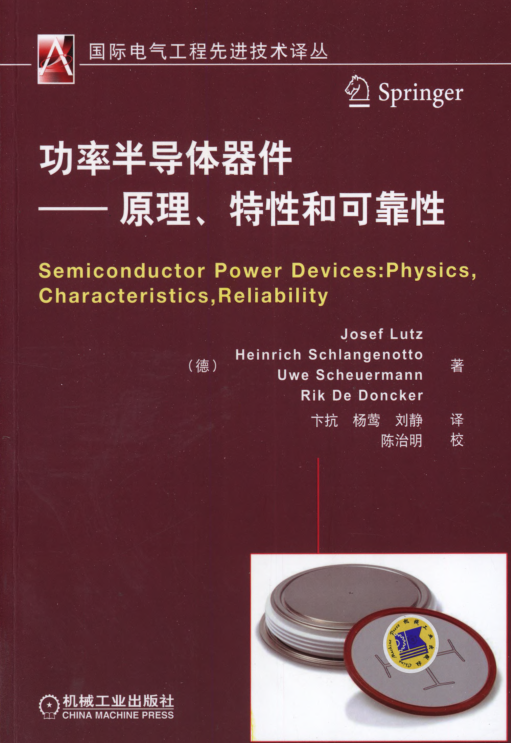 国际电气工程先进技术译丛
Springer
功率半导体器件
——原理、特性和可靠性
Semiconductor Power Devices:Physics,
Characteristics,Reliability
Josef Lutz
Heinrich Schlangenotto
Uwe Scheuermann
Rik De Doncker
（德） 著
卞抗 杨莺 刘静 译
陈治明 校
机械工业出版社
CHINA MACHINE PRESS